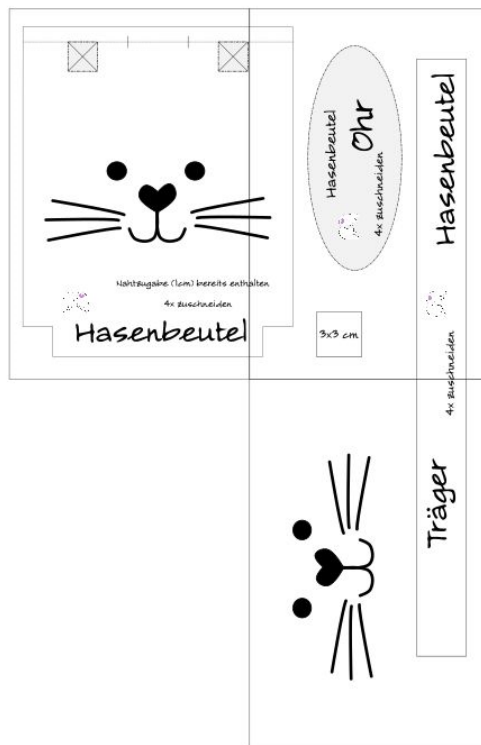 Nahtzugabe (1cm) bereits enthalten
4x zuschneiden
Hasenbeutel
Hasenbeutel
Ohr
4x zuschneiden
3x3 cm
Hasenbeutel
4x zuschneiden
Träger